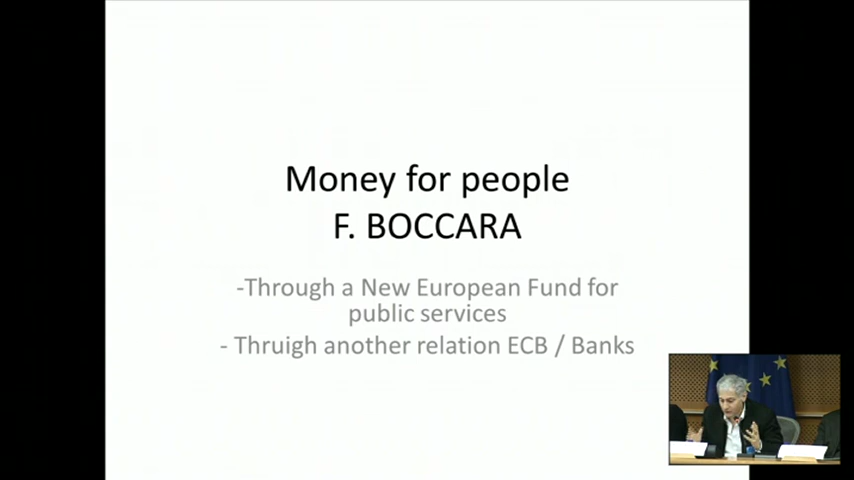 Money for people
F. BOCCARA
-Through a New European Fund for
public services
- Thruigh another relation ECB / Banks